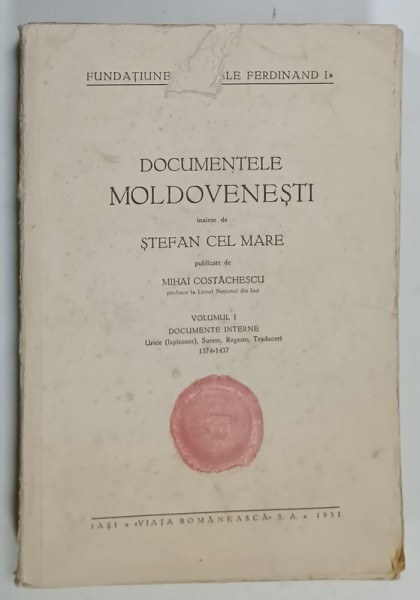 FUNDAȚIUNE BLE FERDINAND I»
DOCUMENTELE
MOLDOVENEȘTI
înainte de
ȘTEFAN CEL MARE
publicate de
MIHAI COSTĂCHESCU
profesor la Liceul Național din Iași
VOLUMUL I
DOCUMENTE INTERNE
Urice (Ispisoace), Surete, Regeste, Traduceri
1374-1437
IAȘI • «VIAȚA ROMÂNEASCĂ» S. A. • 1931